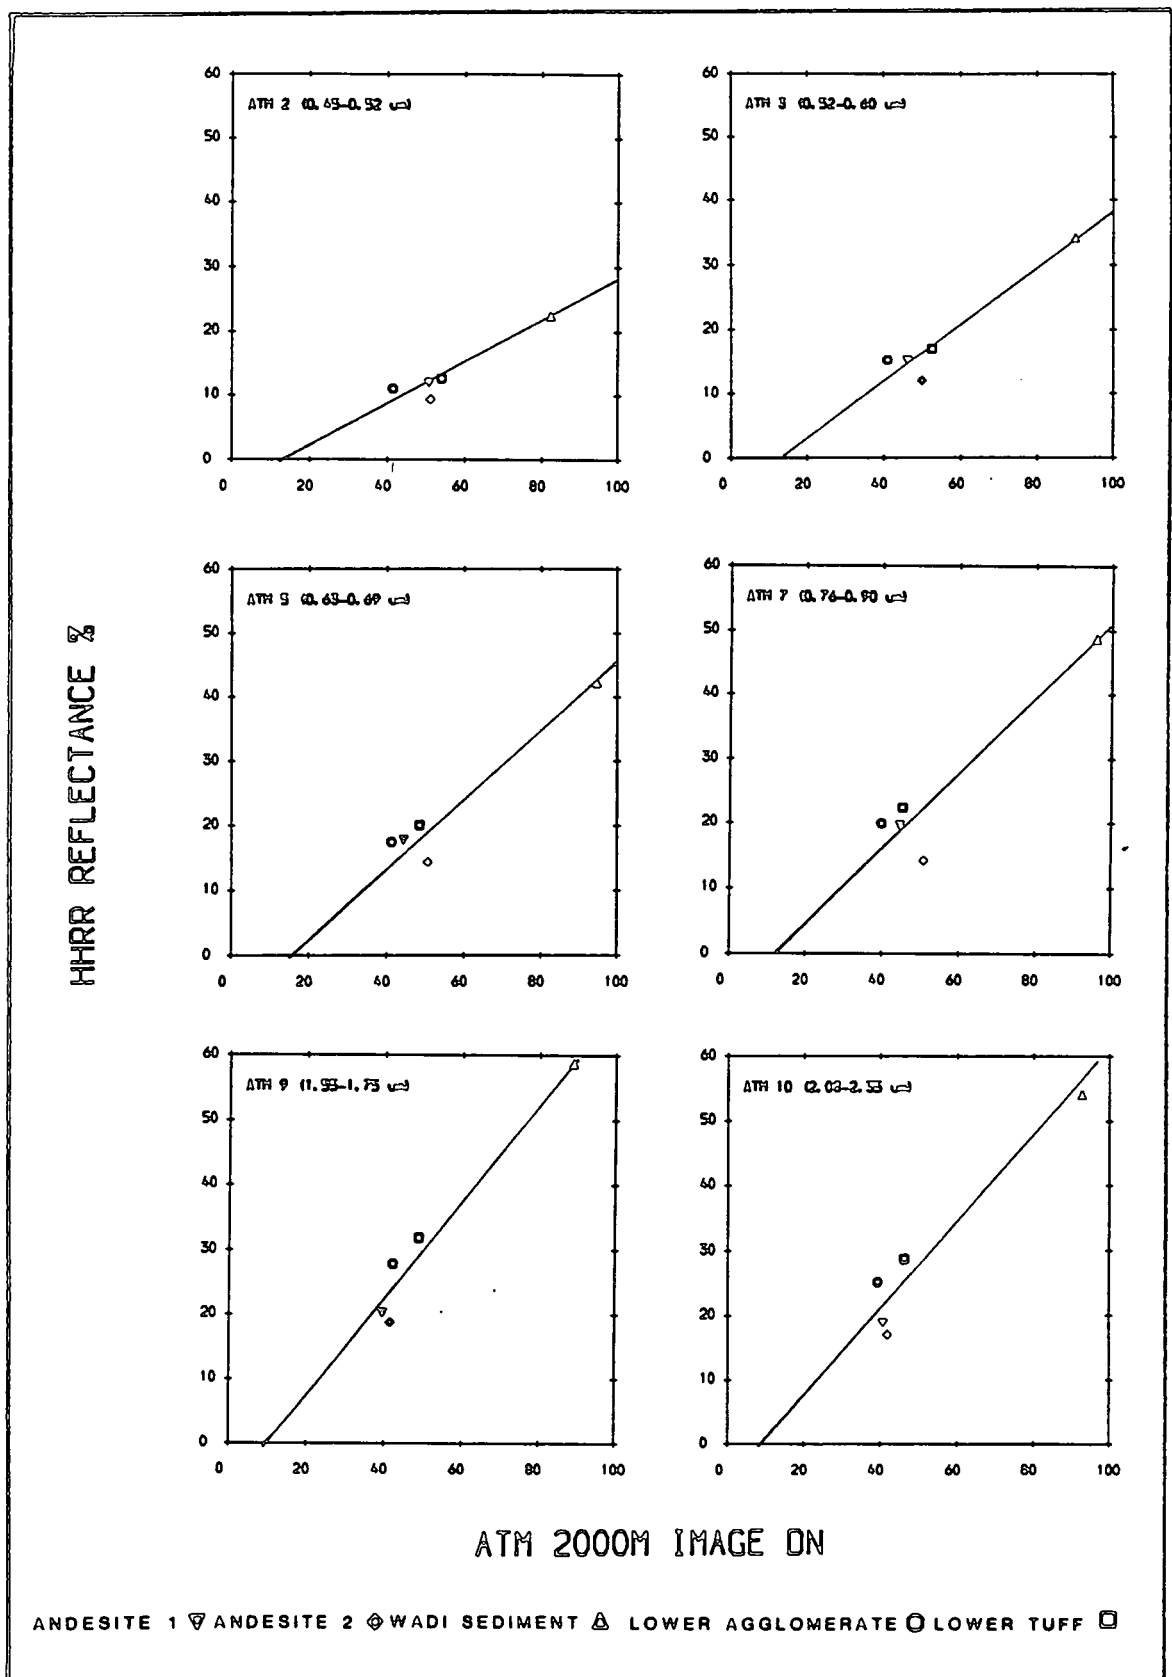 60
ATM 2 (0.45-0.52 um)
50
40
30
20
10
0
0 20 40 60 80 100
60
ATM 3 (0.52-0.60 um)
50
40
30
20
10
0
0 20 40 60 80 100
HHRR REFLECTANCE %
60
ATM 5 (0.63-0.69 um)
50
40
30
20
10
0
0 20 40 60 80 100
60
ATM 7 (0.76-0.90 um)
50
40
30
20
10
0
0 20 40 60 80 100
60
ATM 9 (1.55-1.75 um)
50
40
30
20
10
0
0 20 40 60 80 100
60
ATM 10 (2.08-2.35 um)
50
40
30
20
10
0
0 20 40 60 80 100
ATM 2000M IMAGE DN
ANDESITE 1 ANDESITE 2 WADI SEDIMENT LOWER AGGLOMERATE LOWER TUFF